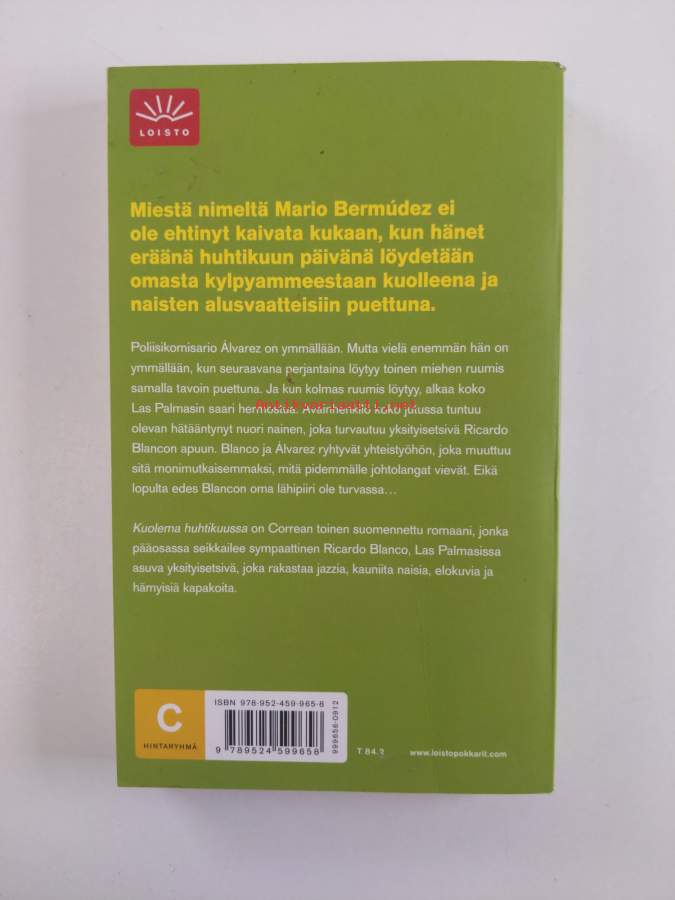 LOISTO
Miestä nimeltä Mario Bermúdez ei
ole ehtinyt kaivata kukaan, kun hänet
eräänä huhtikuun päivänä löydetään
omasta kylpyammeestaan kuolleena ja
naisten alusvaatteisiin puettuna.
Poliisikomisario Álvarez on ymmällään. Mutta vielä enemmän hän on
ymmällään, kun seuraavana perjantaina löytyy toinen miehen ruumis
samalla tavoin puettuna. Ja kun kolmas ruumis löytyy, alkaa koko
Las Palmasin saari hermostua. Avainhenkilö koko jutussa tuntuu
Antikvariaatti.net
olevan hätääntynyt nuori nainen, joka turvautuu yksityisetsivä Ricardo
Blancon apuun. Blanco ja Álvarez ryhtyvät yhteistyöhön, joka muuttuu
sitä monimutkaisemmaksi, mitä pidemmälle johtolangat vievät. Eikä
lopulta edes Blancon oma lähipiiri ole turvassa...
Kuolema huhtikuussa on Correan toinen suomennettu romaani, jonka
pääosassa seikkailee sympaattinen Ricardo Blanco, Las Palmasissa
asuva yksityisetsivä, joka rakastaa jazzia, kauniita naisia, elokuvia ja
hämyisiä kapakoita.
C
HINTARYHMÄ
ISBN 978-952-459-965-8
9 789524 599658
999658-0912
T 84.2
www.loistopokkarit.com